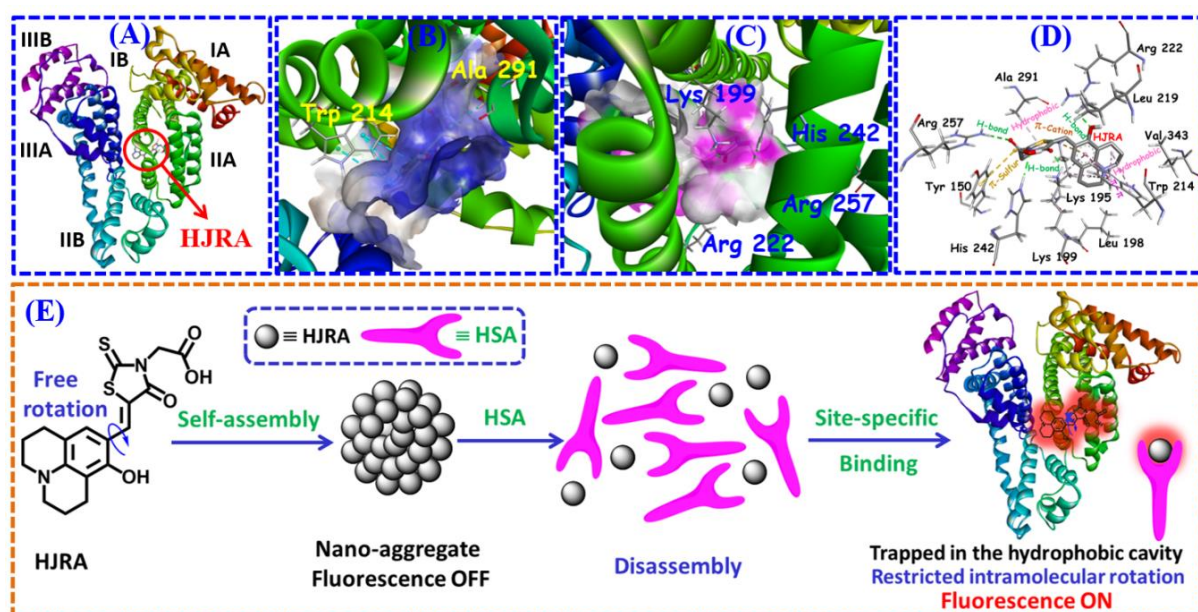 (A)
IIIB
IB
IA
IIIA
IIA
IIB
HJRA
(B)
Ala 291
Trp 214
(C)
Lys 199
His 242
Arg 257
Arg 222
(D)
Arg 222
Ala 291
Leu 219
Arg 257
H-bond
Hydrophobic
H-bond
π-Cation
HJRA
Val 343
Hydrophobic
π-Sulfur
H-bond
Tyr 150
Lys 195
Trp 214
His 242
Leu 198
Lys 199
(E)
O
S
N
OH
S
O
Free
rotation
N
OH
HJRA
≡ HJRA
≡ HSA
Self-assembly
HSA
Site-specific
Binding
Nano-aggregate
Fluorescence OFF
Disassembly
Trapped in the hydrophobic cavity
Restricted intramolecular rotation
Fluorescence ON